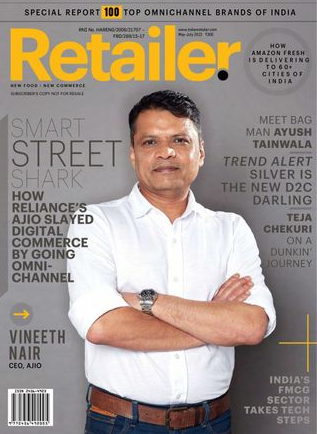 SPECIAL REPORT 100 TOP OMNICHANNEL BRANDS OF INDIA
www.indianretailer.com
Retailer.
NEW FOOD / NEW COMMERCE
SUBSCRIBER'S COPY NOT FOR RESALE
HOW
AMAZON FRESH
IS DELIVERING
TO 60+
CITIES OF
INDIA
SMART
STREET
SHARK
HOW
RELIANCE'S
AJIO SLAYED
DIGITAL
COMMERCE
BY GOING
OMNI-
CHANNEL
VINEETH
NAIR
CEO, AJIO
MEET BAG
MAN AYUSH
TAINWALA
TREND ALERT
SILVER IS
THE NEW D2C
DARLING
TEJA
CHEKURI
ON A
DUNKIN'
JOURNEY
INDIA'S
FMCG
SECTOR
TAKES TECH
STEPS